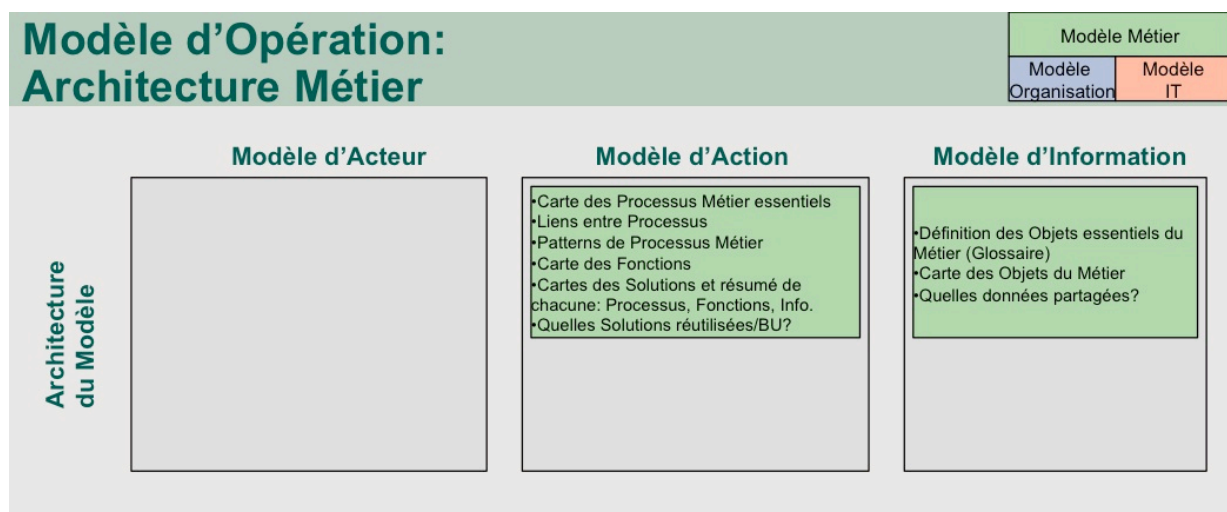 Modèle d’Opération:
Architecture Métier
Modèle Métier
Modèle
Organisation
Modèle
IT
Modèle d’Acteur
Modèle d’Action
Modèle d’Information
Architecture
du Modèle
•Carte des Processus Métier essentiels
•Liens entre Processus
•Patterns de Processus Métier
•Carte des Fonctions
•Cartes des Solutions et résumé de
chacune: Processus, Fonctions, Info.
•Quelles Solutions réutilisées/BU?
•Définition des Objets essentiels du
Métier (Glossaire)
•Carte des Objets du Métier
•Quelles données partagées?